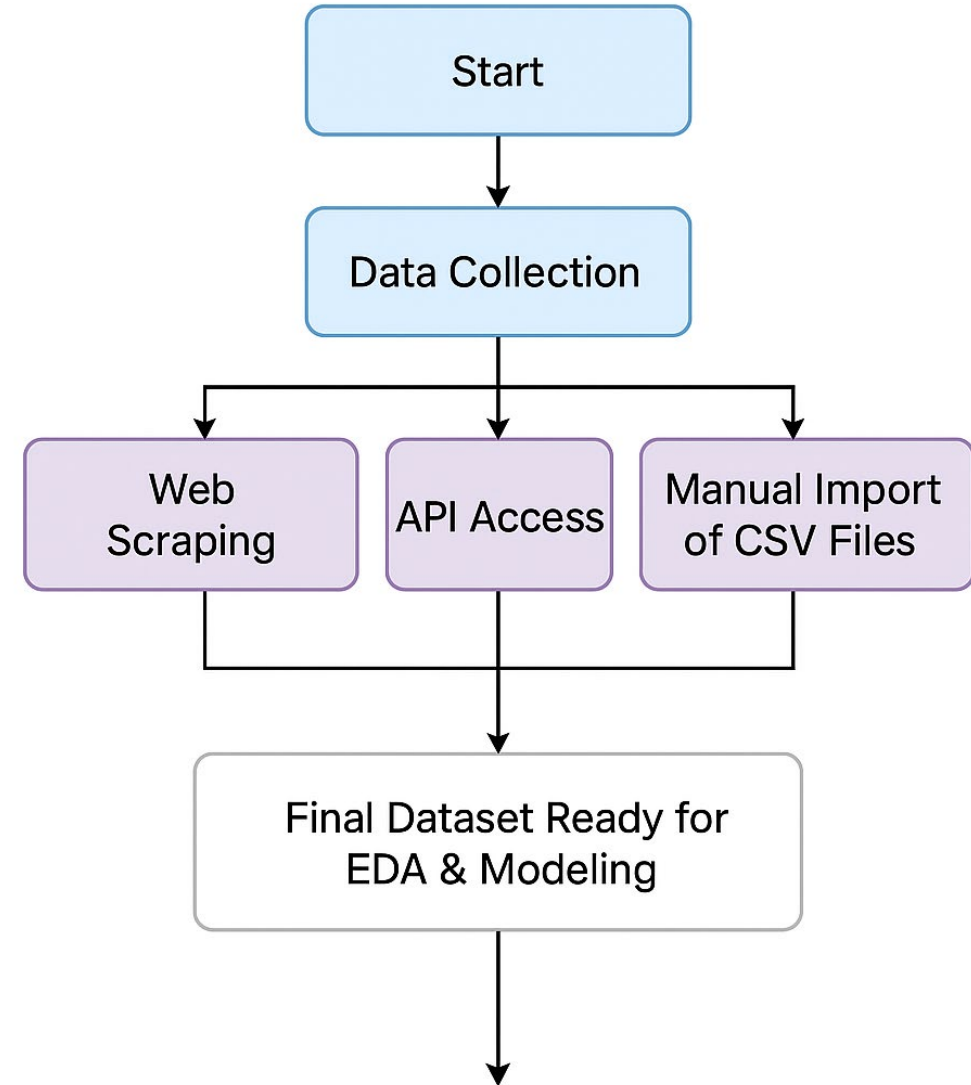 Start
Data Collection
Web
Scraping
API Access
Manual Import
of CSV Files
Final Dataset Ready for
EDA & Modeling